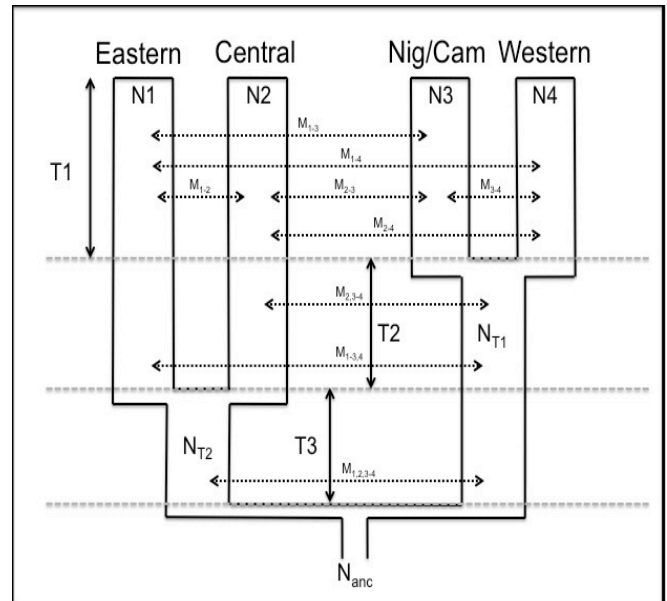 Eastern Central Nig/Cam Western
N1 N2 N3 N4
M1-3
T1 M1-4
M1-2 M2-3 M3-4
M2-4
M2,3-4
T2 NT1
M1-3,4
NT2 T3
M1,2,3-4
Nanc